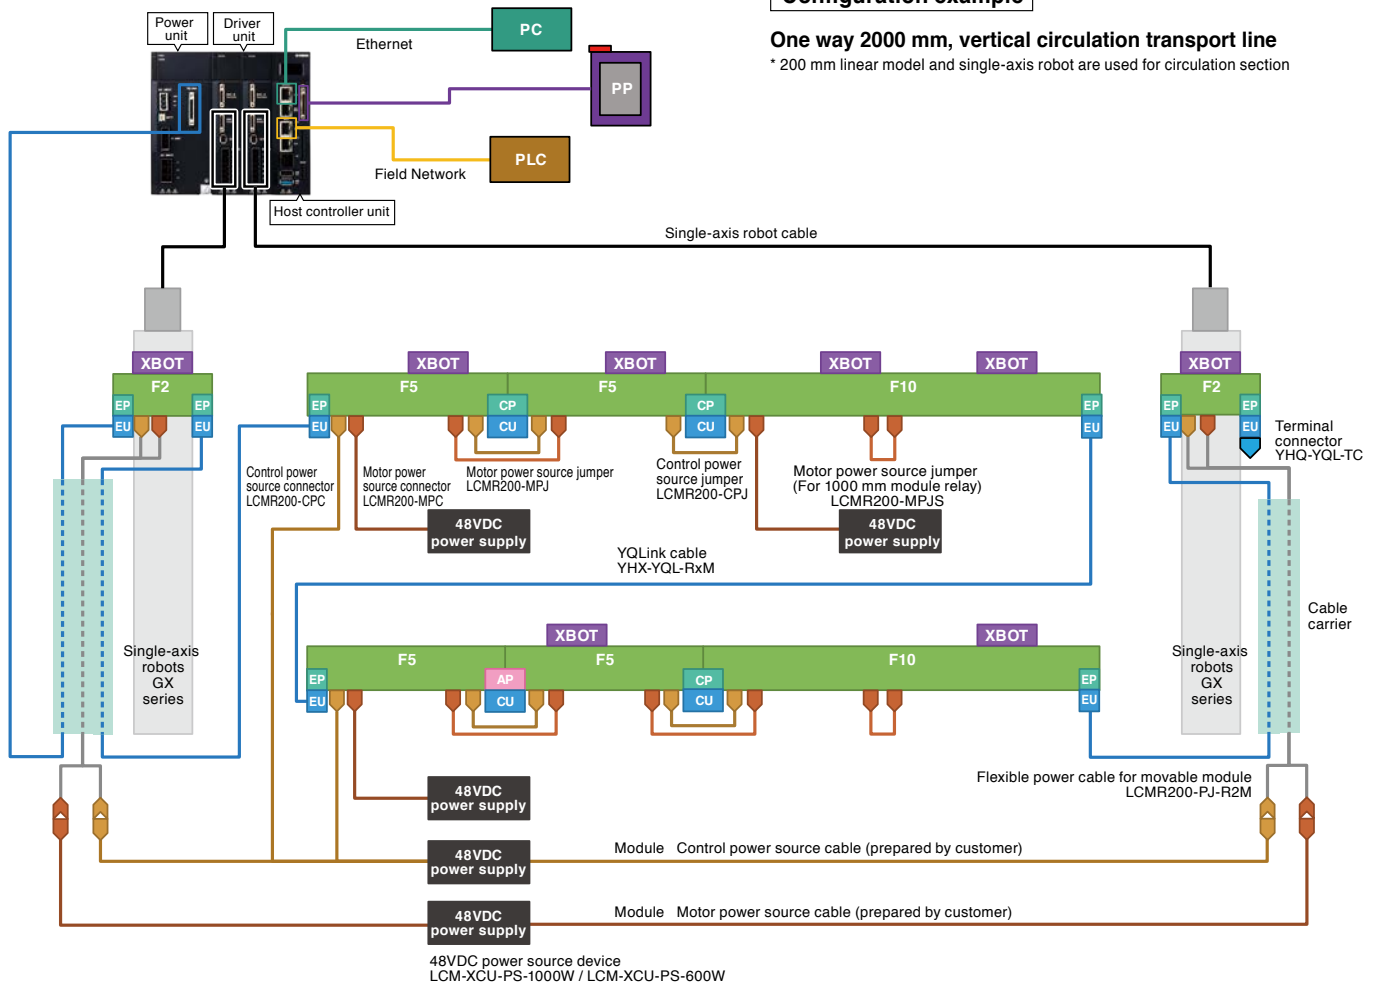 Configuration example
One way 2000 mm, vertical circulation transport line
* 200 mm linear model and single-axis robot are used for circulation section
Power
unit
Driver
unit
Ethernet
PC
PP
PLC
Field Network
Host controller unit
Single-axis robot cable
XBOT
XBOT
XBOT
XBOT
XBOT
XBOT
F2
F5
F5
F10
F2
EP
EP
EP
CP
CP
EP
EP
EP
EU
EU
EU
CU
CU
EU
EU
EU
Terminal
connector
YHQ-YQL-TC
Control power
source connector
LCMR200-CPC
Motor power
source connector
LCMR200-MPC
Motor power source jumper
LCMR200-MPJ
Control power
source jumper
LCMR200-CPJ
Motor power source jumper
(For 1000 mm module relay)
LCMR200-MPJS
48VDC
power supply
48VDC
power supply
YQLink cable
YHX-YQL-RxM
Cable
carrier
XBOT
XBOT
F5
F5
F10
EP
AP
CP
EP
EU
CU
CU
EU
Single-axis
robots
GX
series
Single-axis
robots
GX
series
Flexible power cable for movable module
LCMR200-PJ-R2M
48VDC
power supply
48VDC
power supply
Module Control power source cable (prepared by customer)
48VDC
power supply
Module Motor power source cable (prepared by customer)
48VDC power source device
LCM-XCU-PS-1000W / LCM-XCU-PS-600W